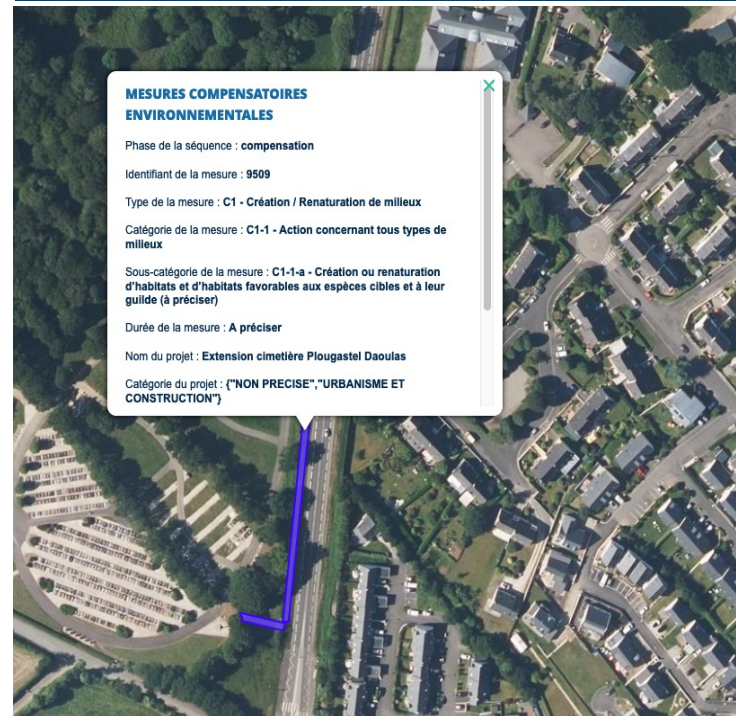 MESURES COMPENSATOIRES
ENVIRONNEMENTALES
Phase de la séquence : compensation
Identifiant de la mesure : 9509
Type de la mesure : C1 - Création / Renaturation de milieux
Catégorie de la mesure : C1-1 - Action concernant tous types de
milieux
Sous-catégorie de la mesure : C1-1-a - Création ou renaturation
d'habitats et d'habitats favorables aux espèces cibles et à leur
guilde (à préciser)
Durée de la mesure : A préciser
Nom du projet : Extension cimetière Plougastel Daoulas
Catégorie du projet : {"NON PRECISE","URBANISME ET
CONSTRUCTION"}